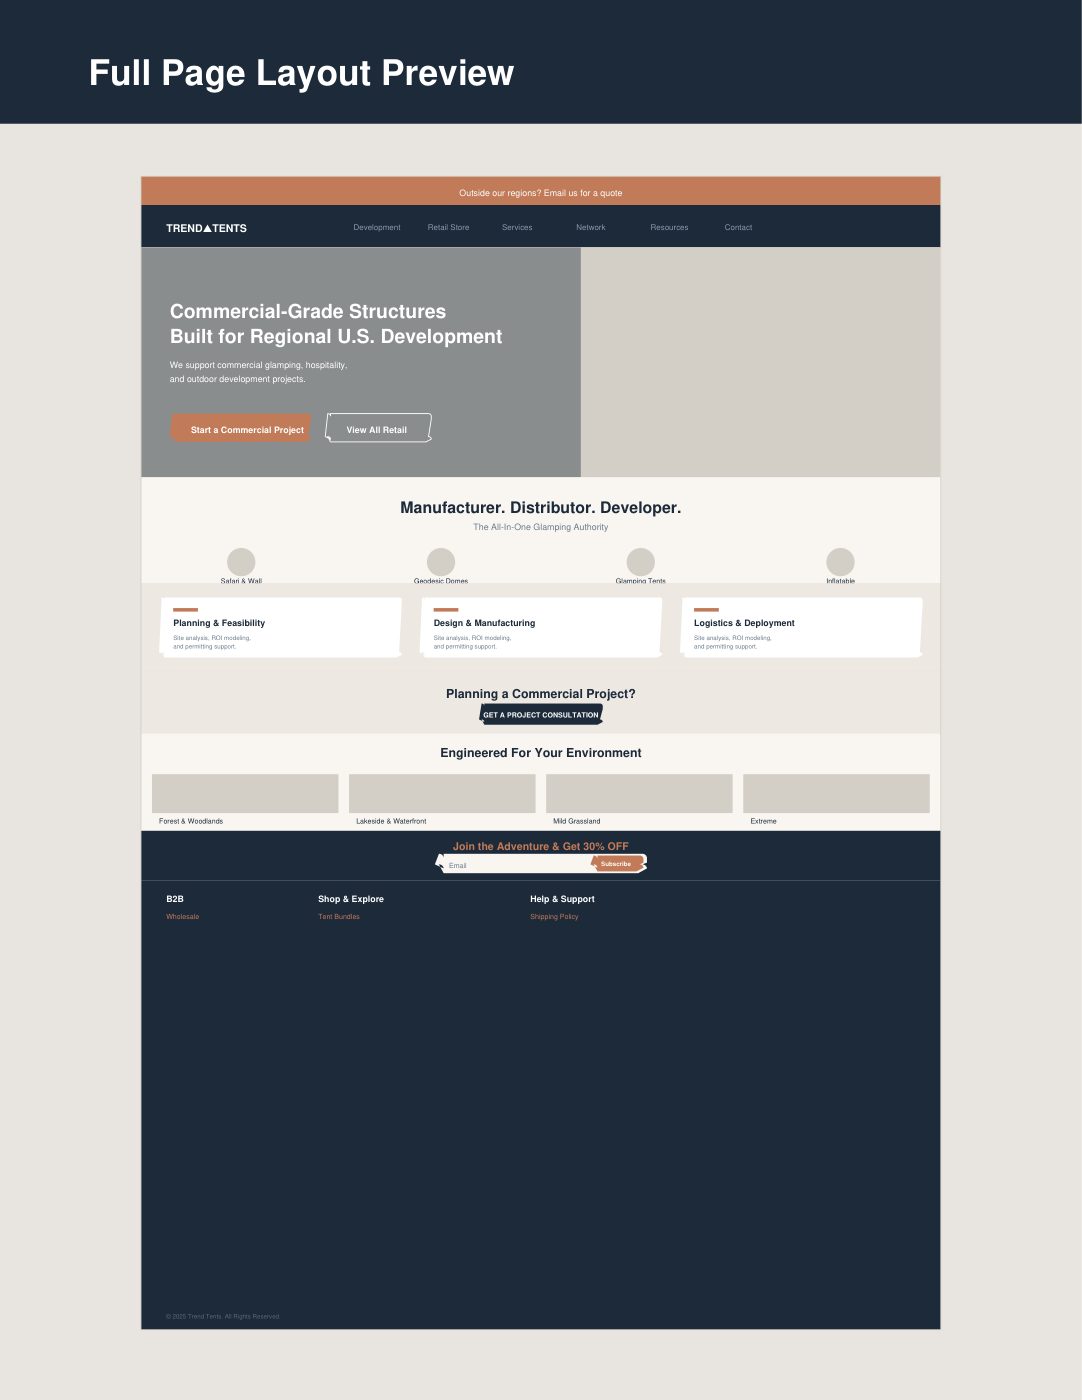 Full Page Layout Preview
Outside our regions? Email us for a quote
TREND▲TENTS
Development Retail Store Services Network Resources Contact
Commercial-Grade Structures
Built for Regional U.S. Development
We support commercial glamping, hospitality,
and outdoor development projects.
Start a Commercial Project
View All Retail
Manufacturer. Distributor. Developer.
The All-In-One Glamping Authority
Safari & Wall
Geodesic Domes
Glamping Tents
Inflatable
Planning & Feasibility
Site analysis, ROI modeling,
and permitting support.
Design & Manufacturing
Site analysis, ROI modeling,
and permitting support.
Logistics & Deployment
Site analysis, ROI modeling,
and permitting support.
Planning a Commercial Project?
GET A PROJECT CONSULTATION
Engineered For Your Environment
Forest & Woodlands
Lakeside & Waterfront
Mild Grassland
Extreme
Join the Adventure & Get 30% OFF
Email
Subscribe
B2B
Wholesale
Shop & Explore
Tent Bundles
Help & Support
Shipping Policy
© 2025 Trend Tents. All Rights Reserved.